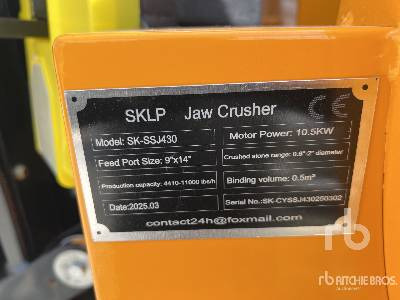 SKLP Jaw Crusher CE
Model: SK-SSJ430 Motor Power: 10.5KW
Feed Port Size: 9"x14" Crushed stone range: 0.8"-2" diameter
Production capacity: 4410-11000 lbs/h Binding volume: 0.5m³
Date:2025.03 Serial No.:SK-CYSSJ430250302
contact24h@foxmail.com
rb
rb RITCHIE BROS.
Auctioneers